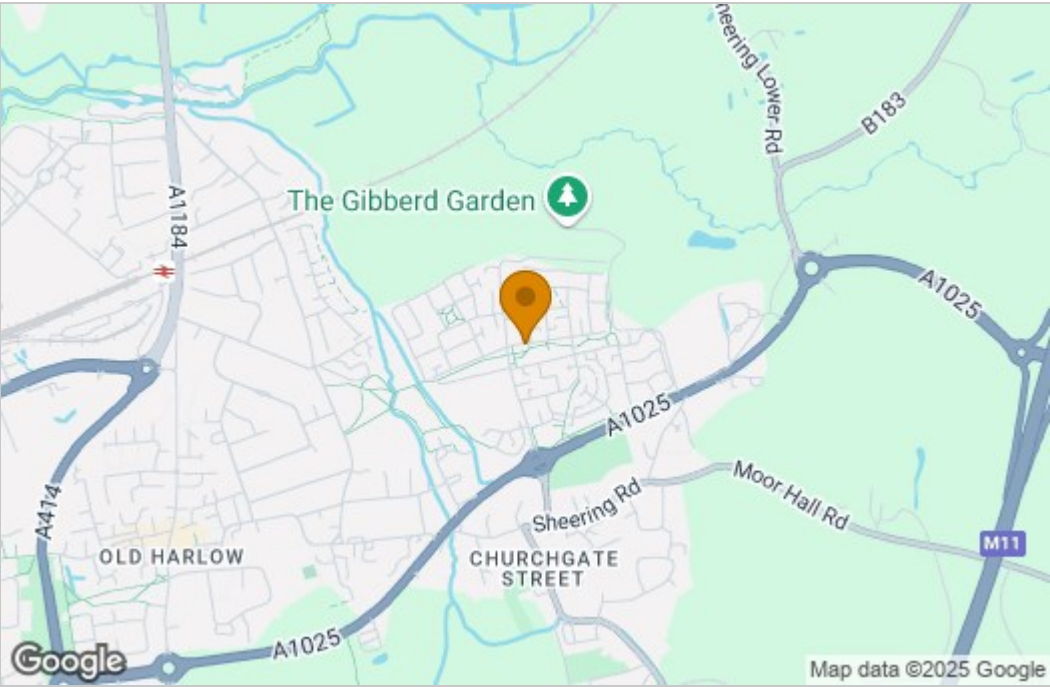 heering Lower Rd
B183
A1184
The Gibberd Garden
A1025
A1025
A414
Sheering Rd
Moor Hall Rd
M11
OLD HARLOW
CHURCHGATE
STREET
A1025
Google
Map data ©2025 Google